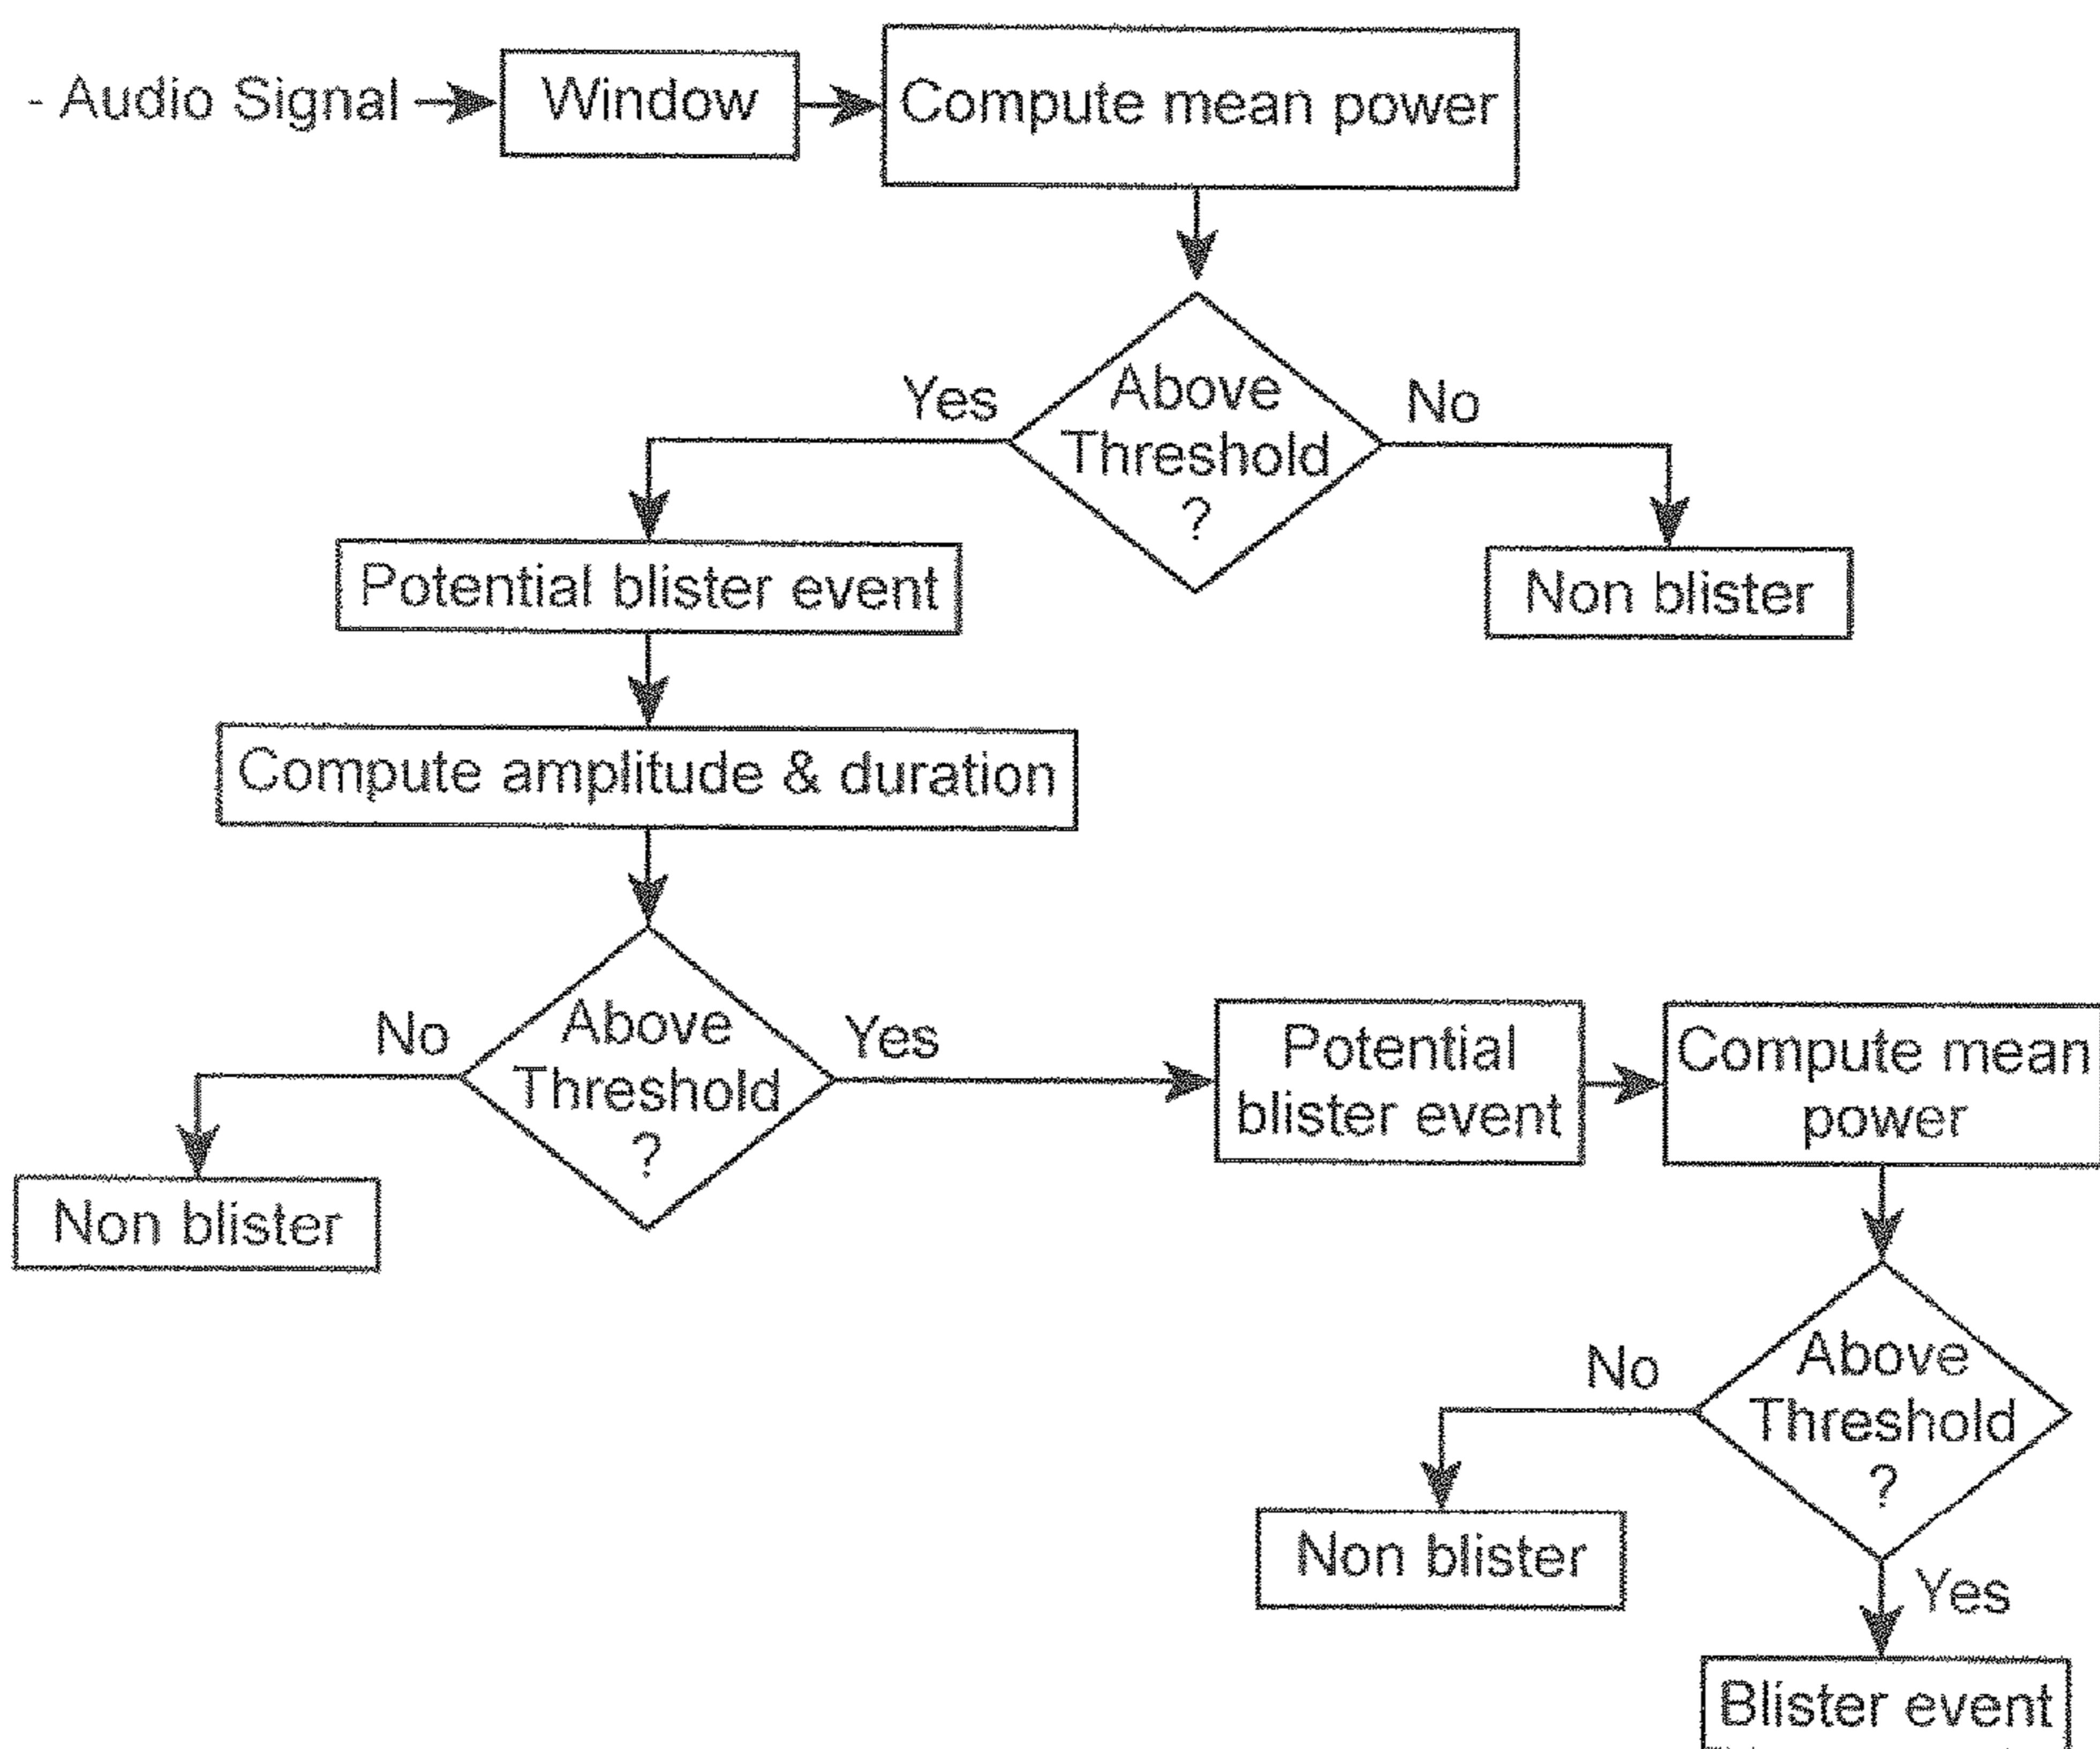 - Audio Signal
Window
Compute mean power
Above
Threshold
?
Yes
No
Potential blister event
Non blister
Compute amplitude & duration
Above
Threshold
?
No
Yes
Non blister
Potential
blister event
Compute mean
power
Above
Threshold
?
No
Yes
Non blister
Blister event